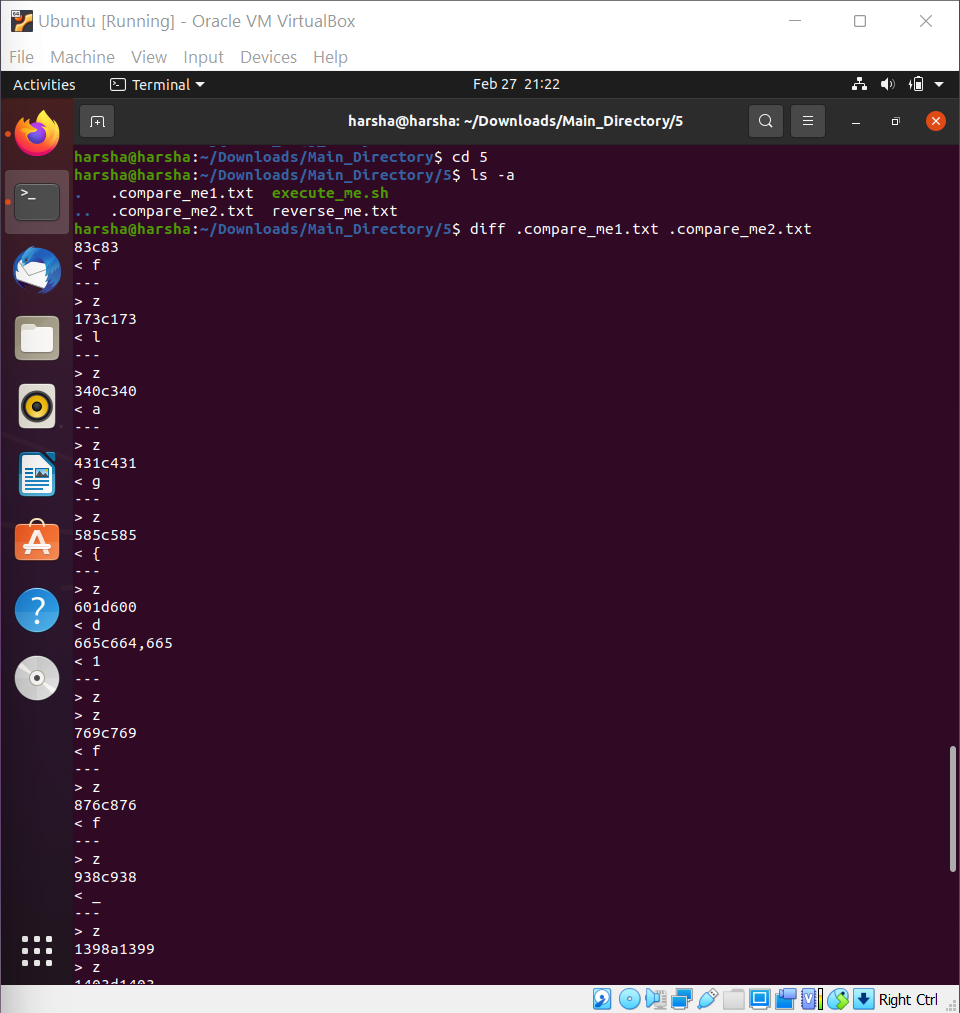 Ubuntu [Running] - Oracle VM VirtualBox
File Machine View Input Devices Help
Activities Terminal Feb 27 21:22
harsha@harsha: ~/Downloads/Main_Directory/5
harsha@harsha:~/Downloads/Main_Directory$ cd 5
harsha@harsha:~/Downloads/Main_Directory/5$ ls -a
. .compare_me1.txt execute_me.sh
.. .compare_me2.txt reverse_me.txt
harsha@harsha:~/Downloads/Main_Directory/5$ diff .compare_me1.txt .compare_me2.txt
83c83
< f
---
> z
173c173
< l
---
> z
340c340
< a
---
> z
431c431
< g
---
> z
585c585
< {
---
> z
601d600
< d
665c664,665
< 1
---
> z
> z
769c769
< f
---
> z
876c876
< f
---
> z
938c938
< _
---
> z
1398a1399
> z
1403d1403
Right Ctrl